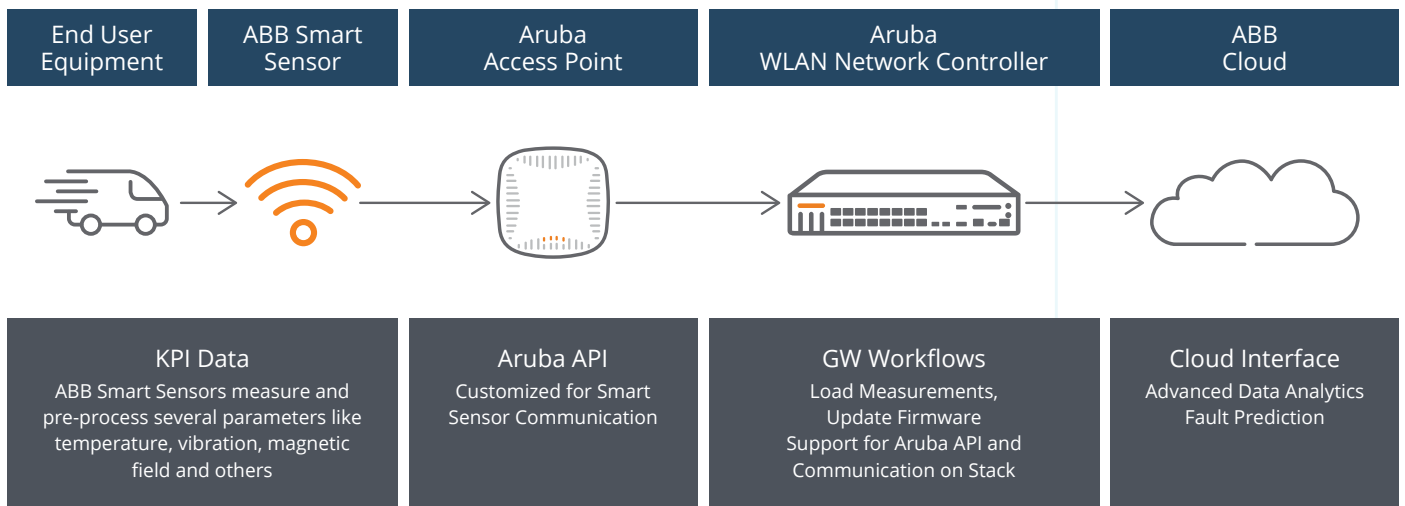 End User
Equipment
ABB Smart
Sensor
Aruba
Access Point
Aruba
WLAN Network Controller
ABB
Cloud
KPI Data
ABB Smart Sensors measure and
pre-process several parameters like
temperature, vibration, magnetic
field and others
Aruba API
Customized for Smart
Sensor Communication
GW Workflows
Load Measurements,
Update Firmware
Support for Aruba API and
Communication on Stack
Cloud Interface
Advanced Data Analytics
Fault Prediction